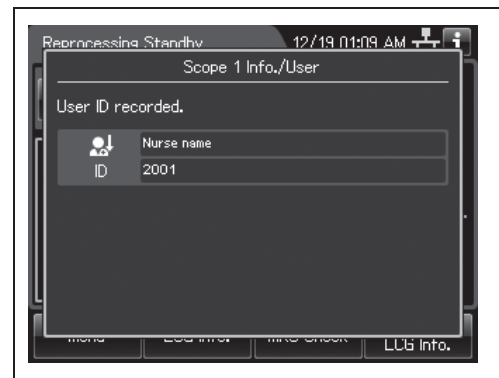 Reprocessing Standby 12/19 01:09 AM i
Scope 1 Info./User
User ID recorded.
Nurse name
ID 2001
LCG Info.